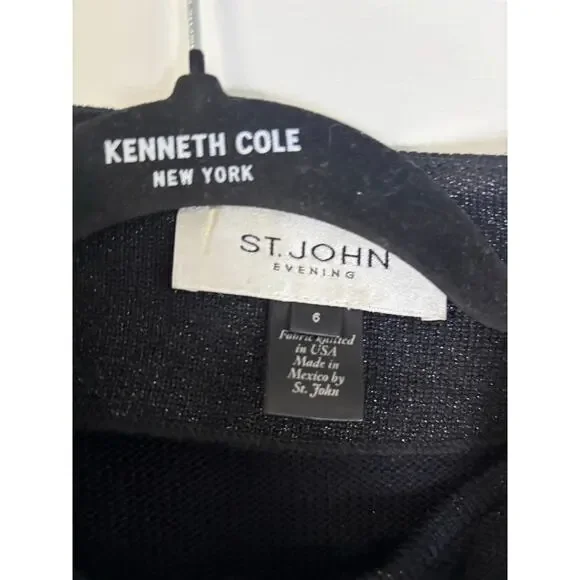 KENNETH COLE
NEW YORK
ST. JOHN
EVENING
6
Fabric knitted
in USA
Made in
Mexico by
St. John